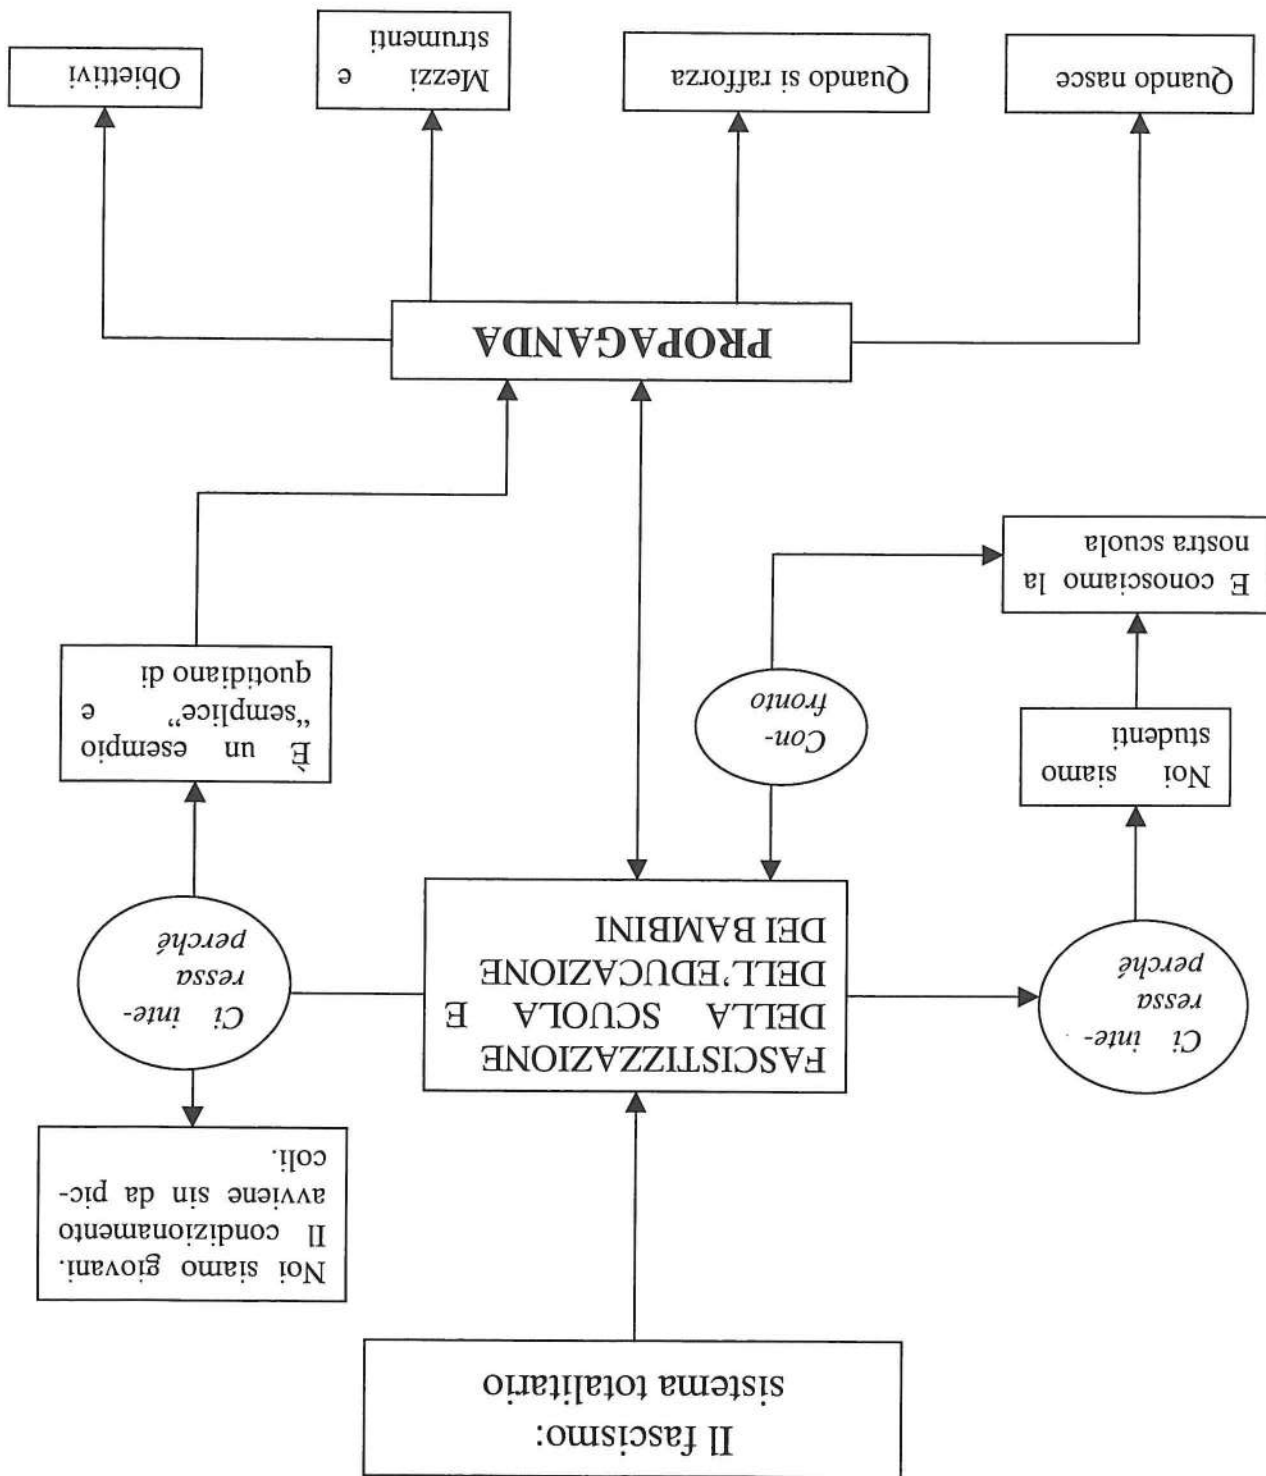 Il fascismo:
sistema totalitario
Ci inte-
ressa
perché
FASCISTIZZAZIONE
DELLA SCUOLA E
DELL'EDUCAZIONE
DEI BAMBINI
Ci inte-
ressa
perché
Noi siamo giovani.
Il condizionamento
avviene sin da pic-
coli.
Noi siamo
studenti
Con-
fronto
È un esempio
"semplice" e
quotidiano di
E conosciamo la
nostra scuola
PROPAGANDA
Quando nasce
Quando si rafforza
Mezzi e
strumenti
Obiettivi